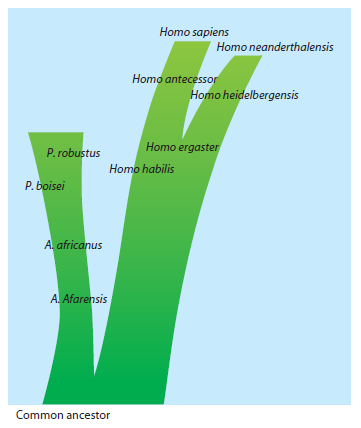 Homo sapiens
Homo neanderthalensis
Homo antecessor
Homo heidelbergensis
Homo ergaster
P. robustus
Homo habilis
P. boisei
A. africanus
A. Afarensis
Common ancestor